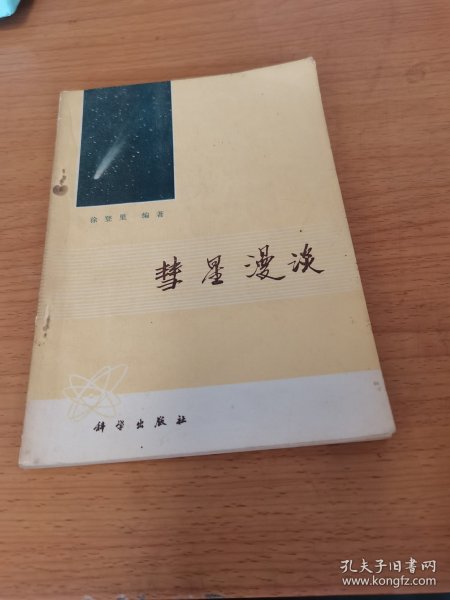 徐登里 编著
彗星漫谈
科学出版社
孔夫子旧书网
www.kongfz.com